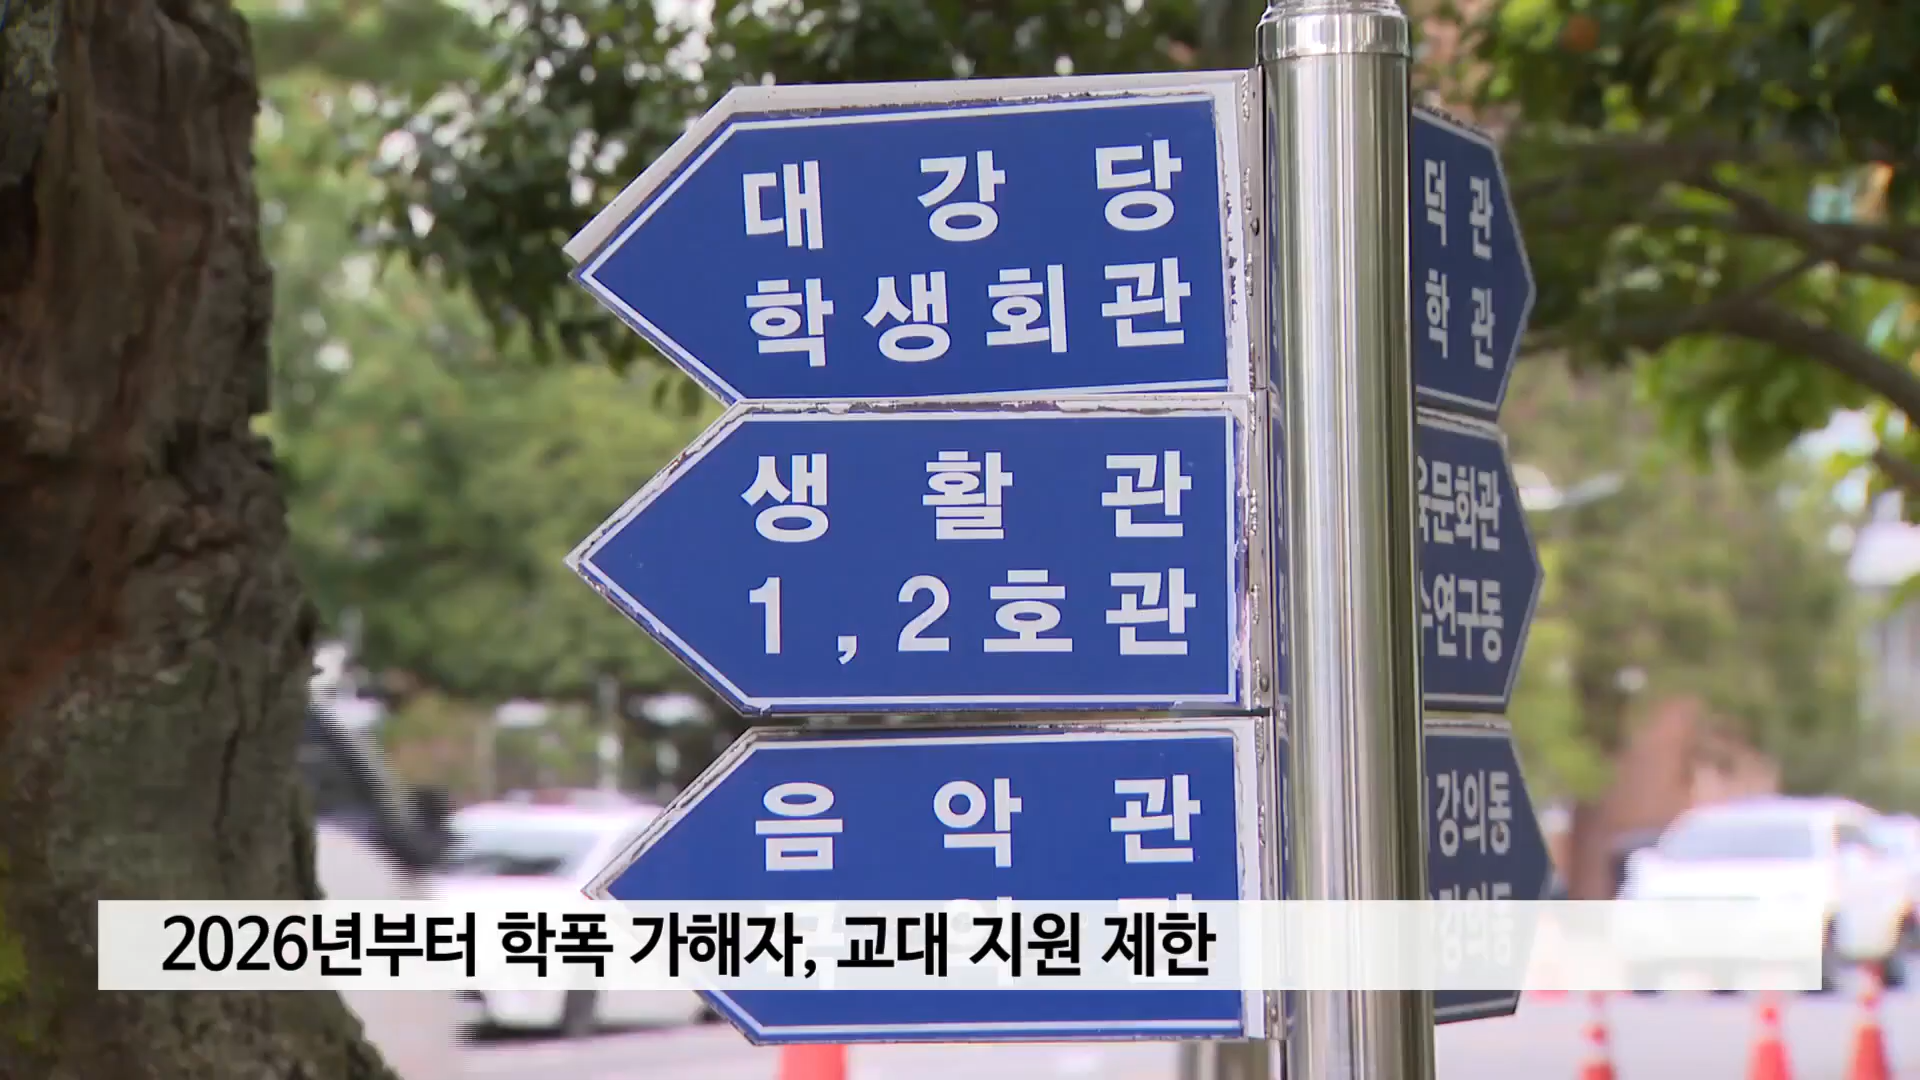 대 강 당
학생회관
생 활 관
1,2호관
음 악 관
덕 관
학 관
문화관
연구동
강의동
2026년부터 학폭 가해자, 교대 지원 제한